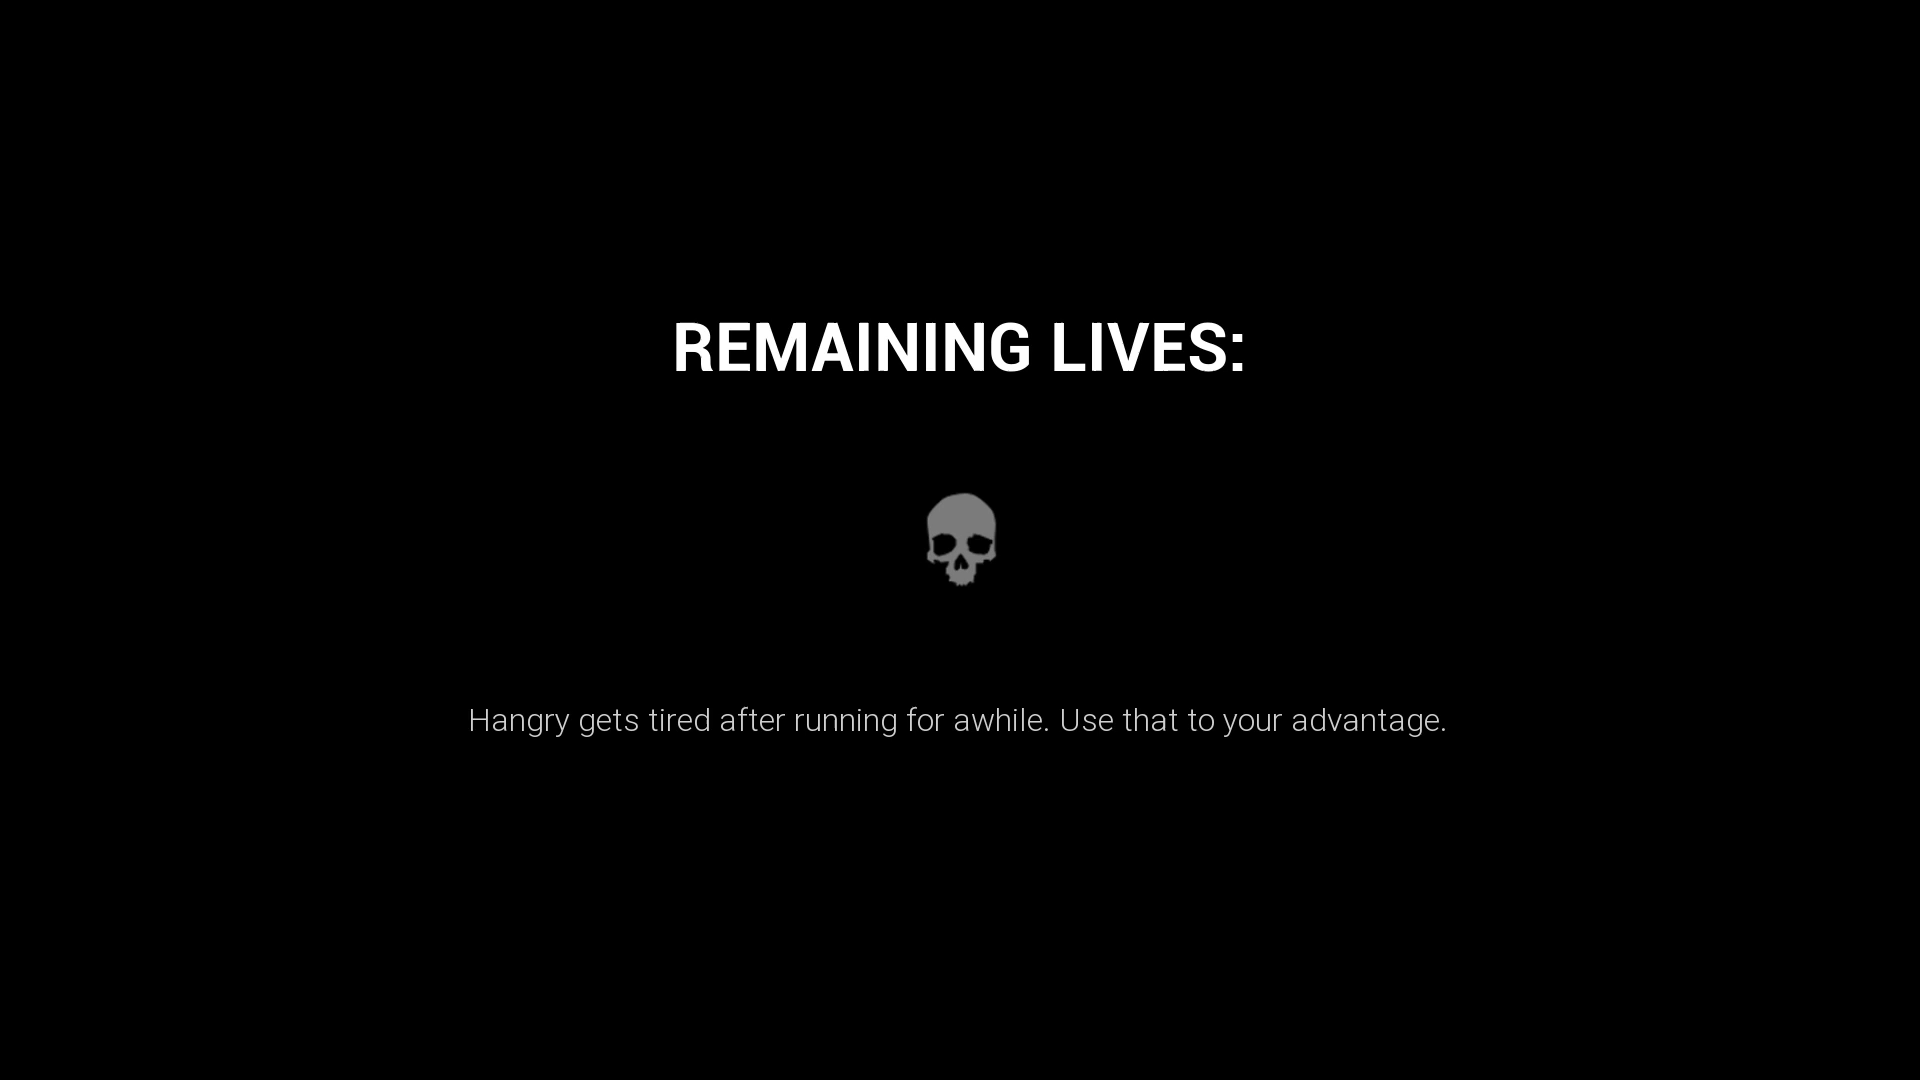 REMAINING LIVES:
Hangry gets tired after running for awhile. Use that to your advantage.